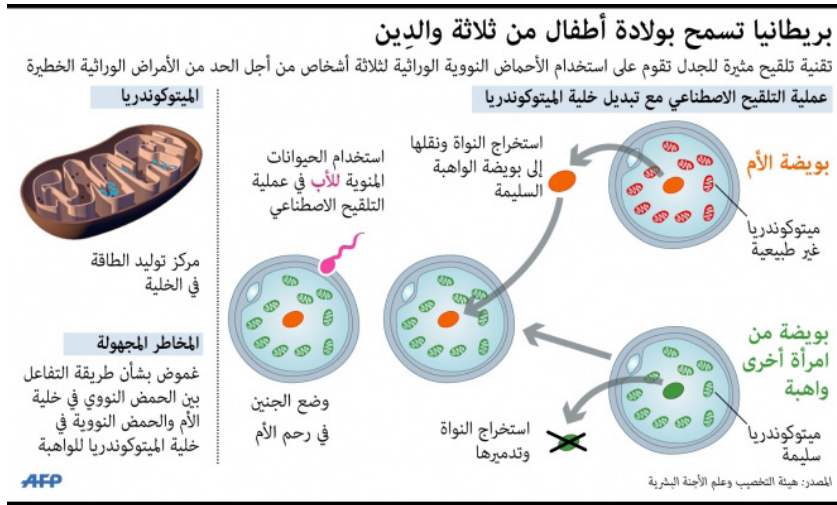 بريطانيا تسمح بولادة أطفال من ثلاثة والدِين
تقنية تلقيح مثيرة للجدل تقوم على استخدام الأحماض النووية الوراثية لثلاثة أشخاص من أجل الحد من الأمراض الوراثية الخطيرة
عملية التلقيح الاصطناعي مع تبديل خلية الميتوكوندريا
بويضة الأم
ميتوكوندريا
غير طبيعية
استخراج النواة ونقلها
إلى بويضة الواهبة
السليمة
بويضة من
امرأة أخرى
واهبة
ميتوكوندريا
سليمة
استخراج النواة
وتدميرها
استخدام الحيوانات
المنوية للأب في عملية
التلقيح الاصطناعي
وضع الجنين
في رحم الأم
الميتوكوندريا
مركز توليد الطاقة
في الخلية
المخاطر المجهولة
غموض بشأن طريقة التفاعل
بين الحمض النووي في خلية
الأم والحمض النووية في
خلية الميتوكوندريا للواهبة
المصدر: هيئة التخصيب وعلم الأجنة البشرية
AFP